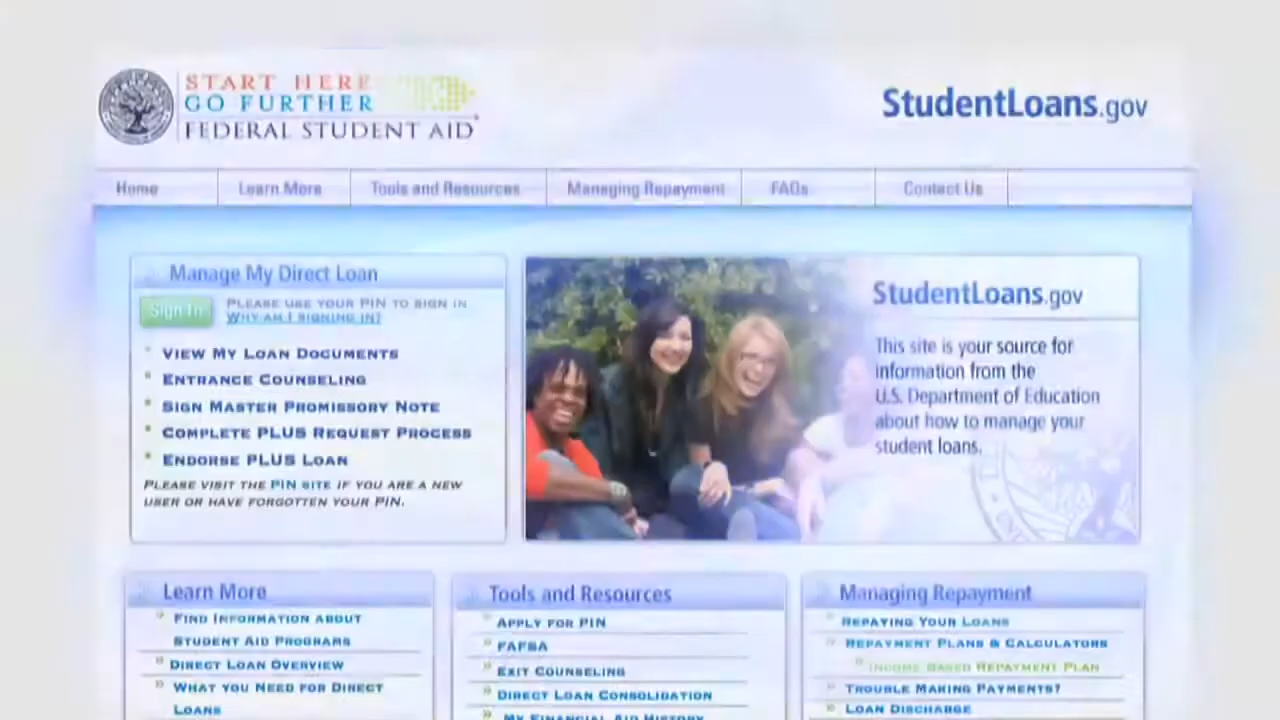 START HERE
GO FURTHER
FEDERAL STUDENT AID
StudentLoans.gov
Home Learn More Tools and Resources Managing Repayment FAQs Contact Us
Manage My Direct Loan
Sign In
PLEASE USE YOUR PIN TO SIGN IN
WHY AM I SIGNING IN?
VIEW MY LOAN DOCUMENTS
ENTRANCE COUNSELING
SIGN MASTER PROMISSORY NOTE
COMPLETE PLUS REQUEST PROCESS
ENDORSE PLUS LOAN
PLEASE VISIT THE PIN SITE IF YOU ARE A NEW
USER OR HAVE FORGOTTEN YOUR PIN.
StudentLoans.gov
This site is your source for
information from the
U.S. Department of Education
about how to manage your
student loans.
Learn More
FIND INFORMATION ABOUT
STUDENT AID PROGRAMS
DIRECT LOAN OVERVIEW
WHAT YOU NEED FOR DIRECT
LOANS
Tools and Resources
APPLY FOR PIN
FAFSA
EXIT COUNSELING
DIRECT LOAN CONSOLIDATION
MY FINANCIAL AID HISTORY
Managing Repayment
REPAYING YOUR LOANS
REPAYMENT PLANS & CALCULATORS
INCOME BASED REPAYMENT PLAN
TROUBLE MAKING PAYMENTS?
LOAN DISCHARGE